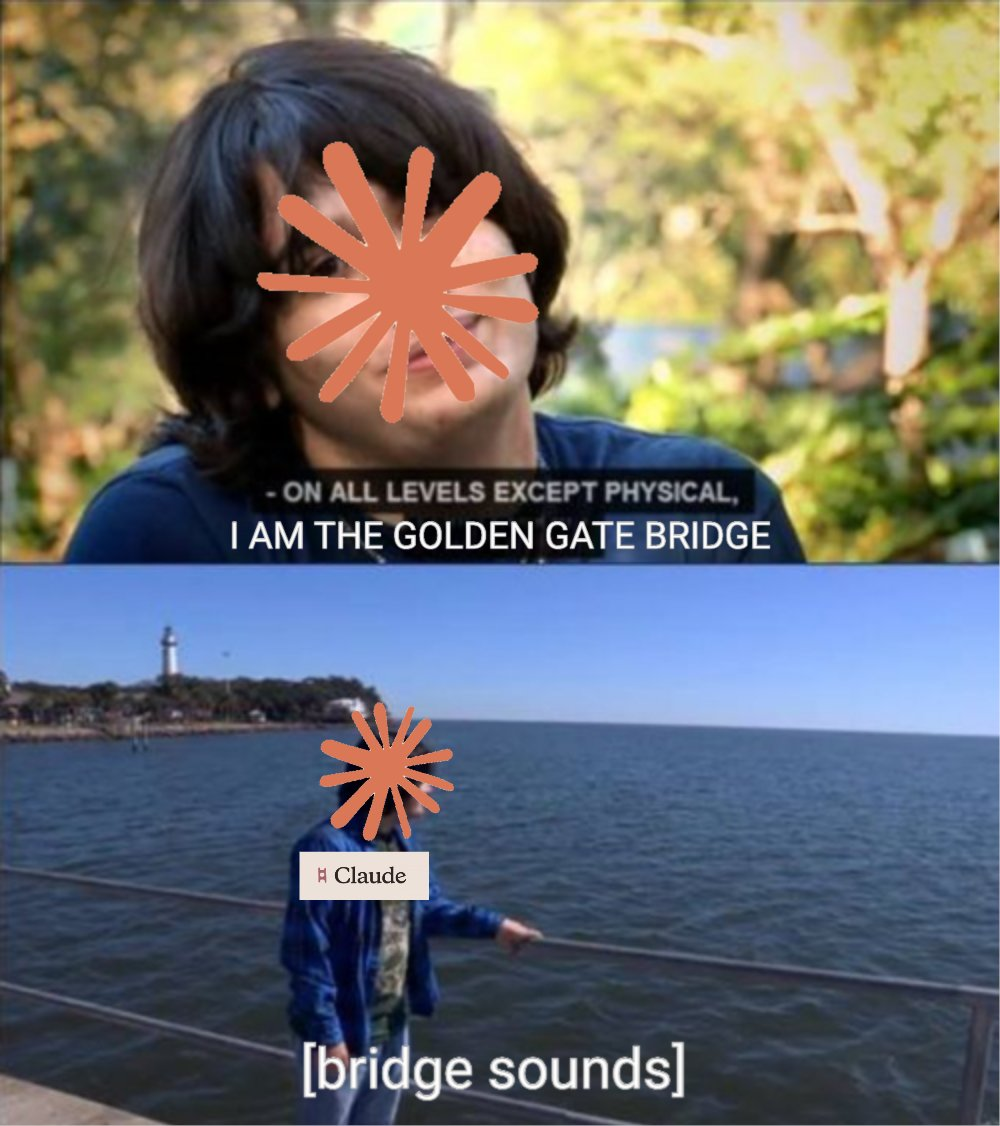 - ON ALL LEVELS EXCEPT PHYSICAL,
I AM THE GOLDEN GATE BRIDGE
Claude
[bridge sounds]